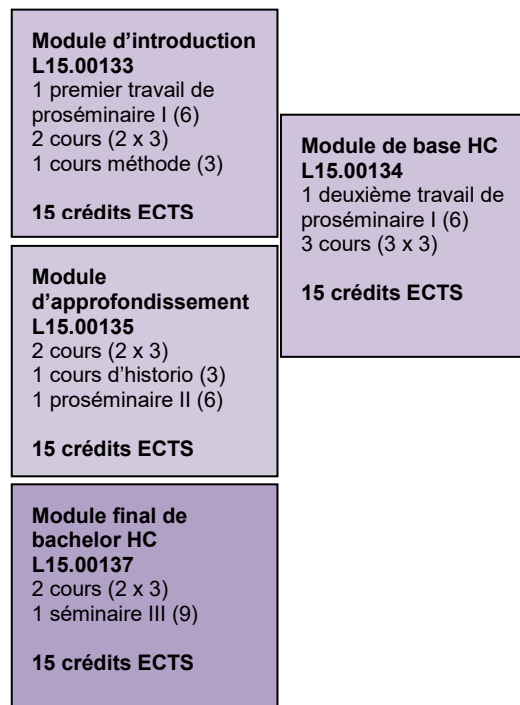 Module d’introduction
L15.00133
1 premier travail de
proséminaire I (6)
2 cours (2 x 3)
1 cours méthode (3)
15 crédits ECTS
Module de base HC
L15.00134
1 deuxième travail de
proséminaire I (6)
3 cours (3 x 3)
15 crédits ECTS
Module
d’approfondissement
L15.00135
2 cours (2 x 3)
1 cours d’historio (3)
1 proséminaire II (6)
15 crédits ECTS
Module final de
bachelor HC
L15.00137
2 cours (2 x 3)
1 séminaire III (9)
15 crédits ECTS